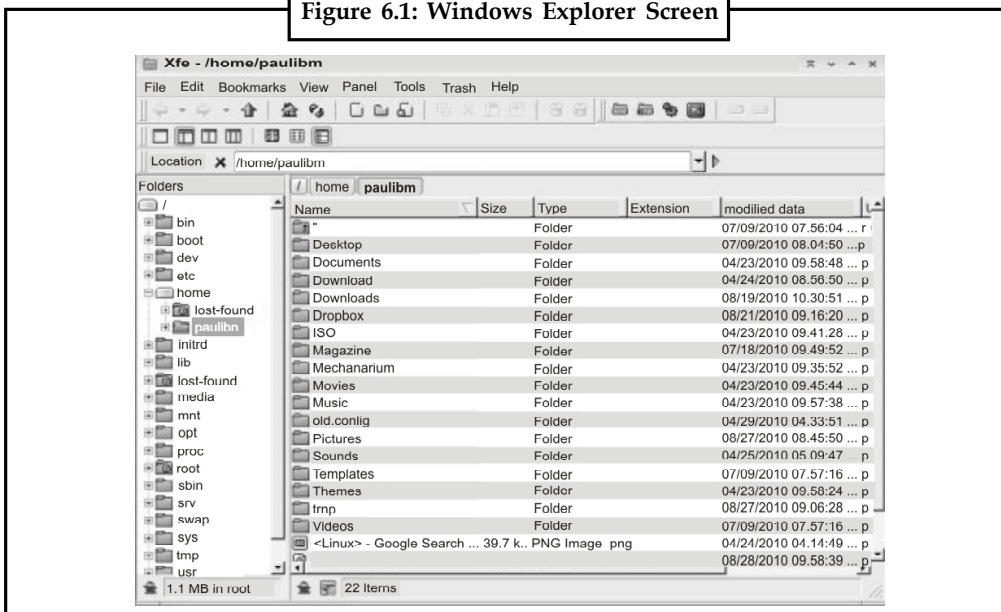 Figure 6.1: Windows Explorer Screen
Xfe - /home/paulibm
File Edit Bookmarks View Panel Tools Trash Help
Location /home/paulibm
Folders
/
bin
boot
dev
etc
home
lost-found
paulibn
initrd
lib
lost-found
media
mnt
opt
proc
root
sbin
srv
swap
sys
tmp
usr
1.1 MB in root
/ home paulibm
Name Size Type Extension modilied data
" Folder 07/09/2010 07.56:04 ... r
Desktop Folder 07/09/2010 08.04:50 ...p
Documents Folder 04/23/2010 09.58:48 ... p
Download Folder 04/24/2010 08.56.50 ... p
Downloads Folder 08/19/2010 10.30:51 ... p
Dropbox Folder 08/21/2010 09.16:20 ... p
ISO Folder 04/23/2010 09.41.28 ... p
Magazine Folder 07/18/2010 09.49:52 ... p
Mechanarium Folder 04/23/2010 09.35:52 ... p
Movies Folder 04/23/2010 09.45:44 ... p
Music Folder 04/23/2010 09.57:38 ... p
old.conlig Folder 04/29/2010 04.33:51 ... p
Pictures Folder 08/27/2010 08.45:50 ... p
Sounds Folder 04/25/2010 05.09:47 ... p
Templates Folder 07/09/2010 07.57:16 ... p
Themes Folder 04/23/2010 09.58:24 ... p
trnp Folder 08/27/2010 09.06:28 ... p
Videos Folder 07/09/2010 07.57:16 ... p
<Linux> - Google Search ... 39.7 k.. PNG Image png 04/24/2010 04.14:49 ... p
08/28/2010 09.58:39 ... p
22 Iterns